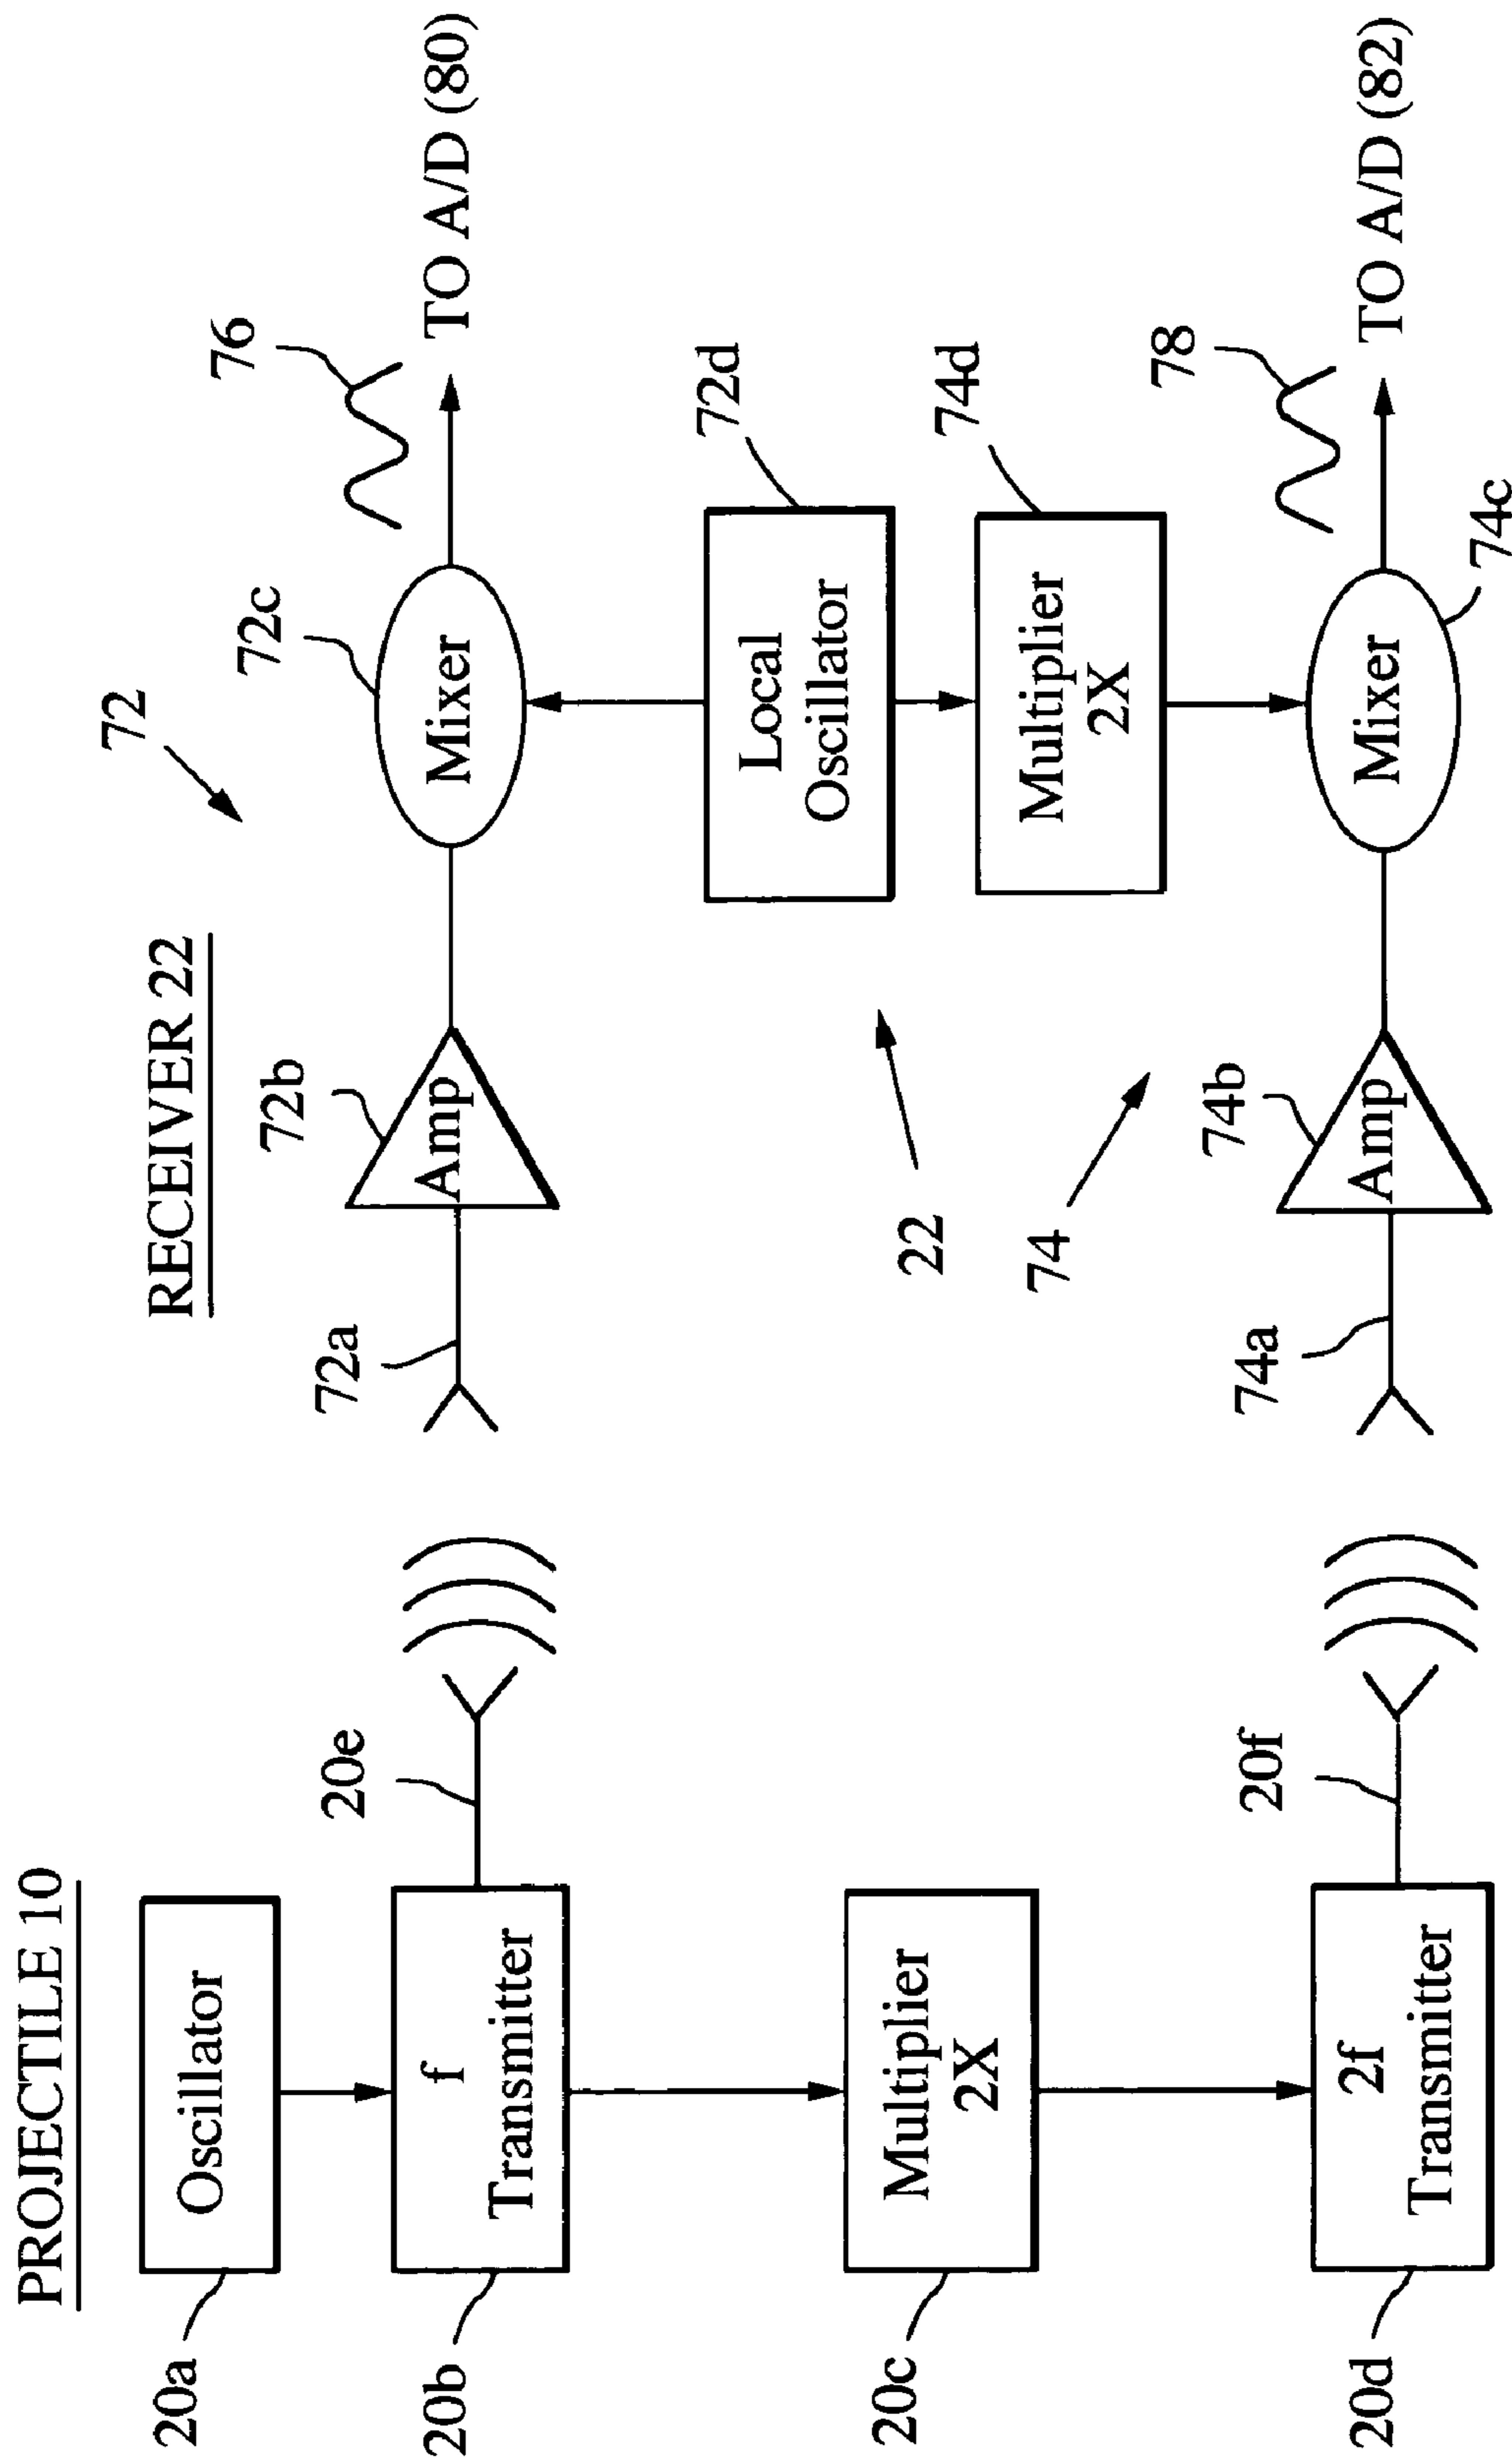 PROJECTILE 10
20a
Oscillator
20b
f
Transmitter
20e
20c
Multiplier
2X
20d
2f
Transmitter
20f
RECEIVER 22
72
72a
72b
Amp
72c
Mixer
76
TO A/D (80)
72d
Local
Oscillator
22
74d
Multiplier
2X
74
74a
74b
Amp
74c
Mixer
78
TO A/D (82)